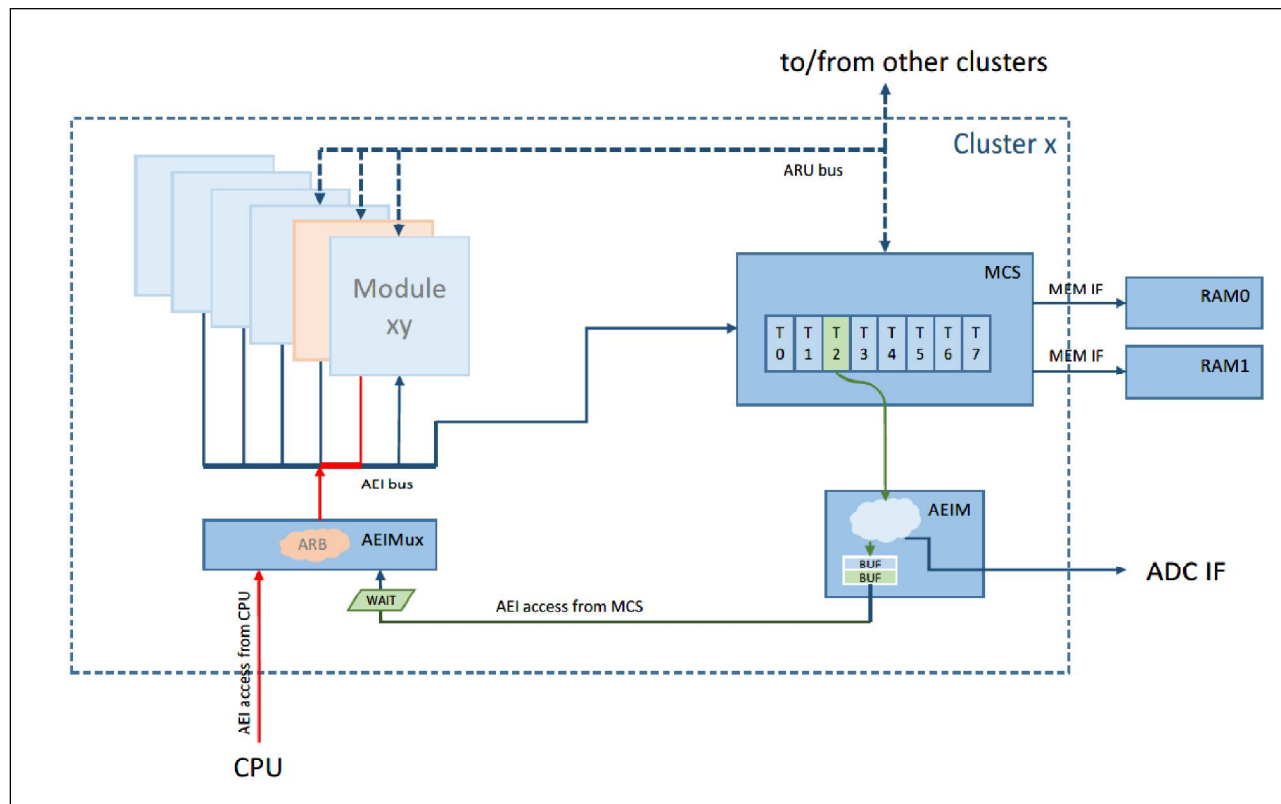 to/from other clusters
Cluster x
ARU bus
Module
xy
MCS
T T T T T T T T
0 1 2 3 4 5 6 7
MEM IF
RAM0
MEM IF
RAM1
AEI bus
ARB
AEIMux
AEIM
BUF
BUF
ADC IF
WAIT
AEI access from MCS
AEI access from CPU
CPU